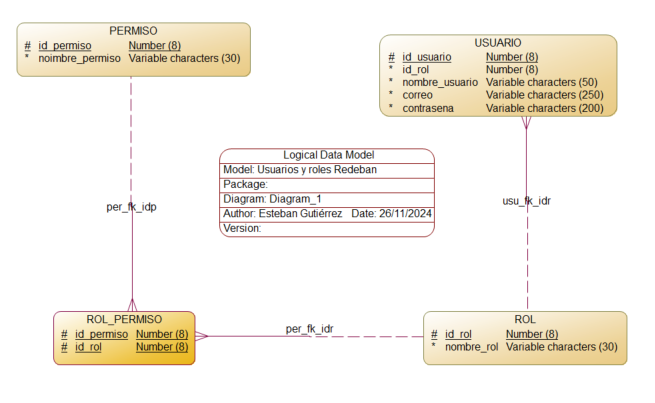 PERMISO
# id_permiso Number (8)
* noimbre_permiso Variable characters (30)
USUARIO
# id_usuario Number (8)
* id_rol Number (8)
* nombre_usuario Variable characters (50)
* correo Variable characters (250)
* contrasena Variable characters (200)
Logical Data Model
Model: Usuarios y roles Redeban
Package:
Diagram: Diagram_1
Author: Esteban Gutiérrez Date: 26/11/2024
Version:
per_fk_idp
usu_fk_idr
ROL_PERMISO
# id_permiso Number (8)
# id_rol Number (8)
per_fk_idr
ROL
# id_rol Number (8)
* nombre_rol Variable characters (30)